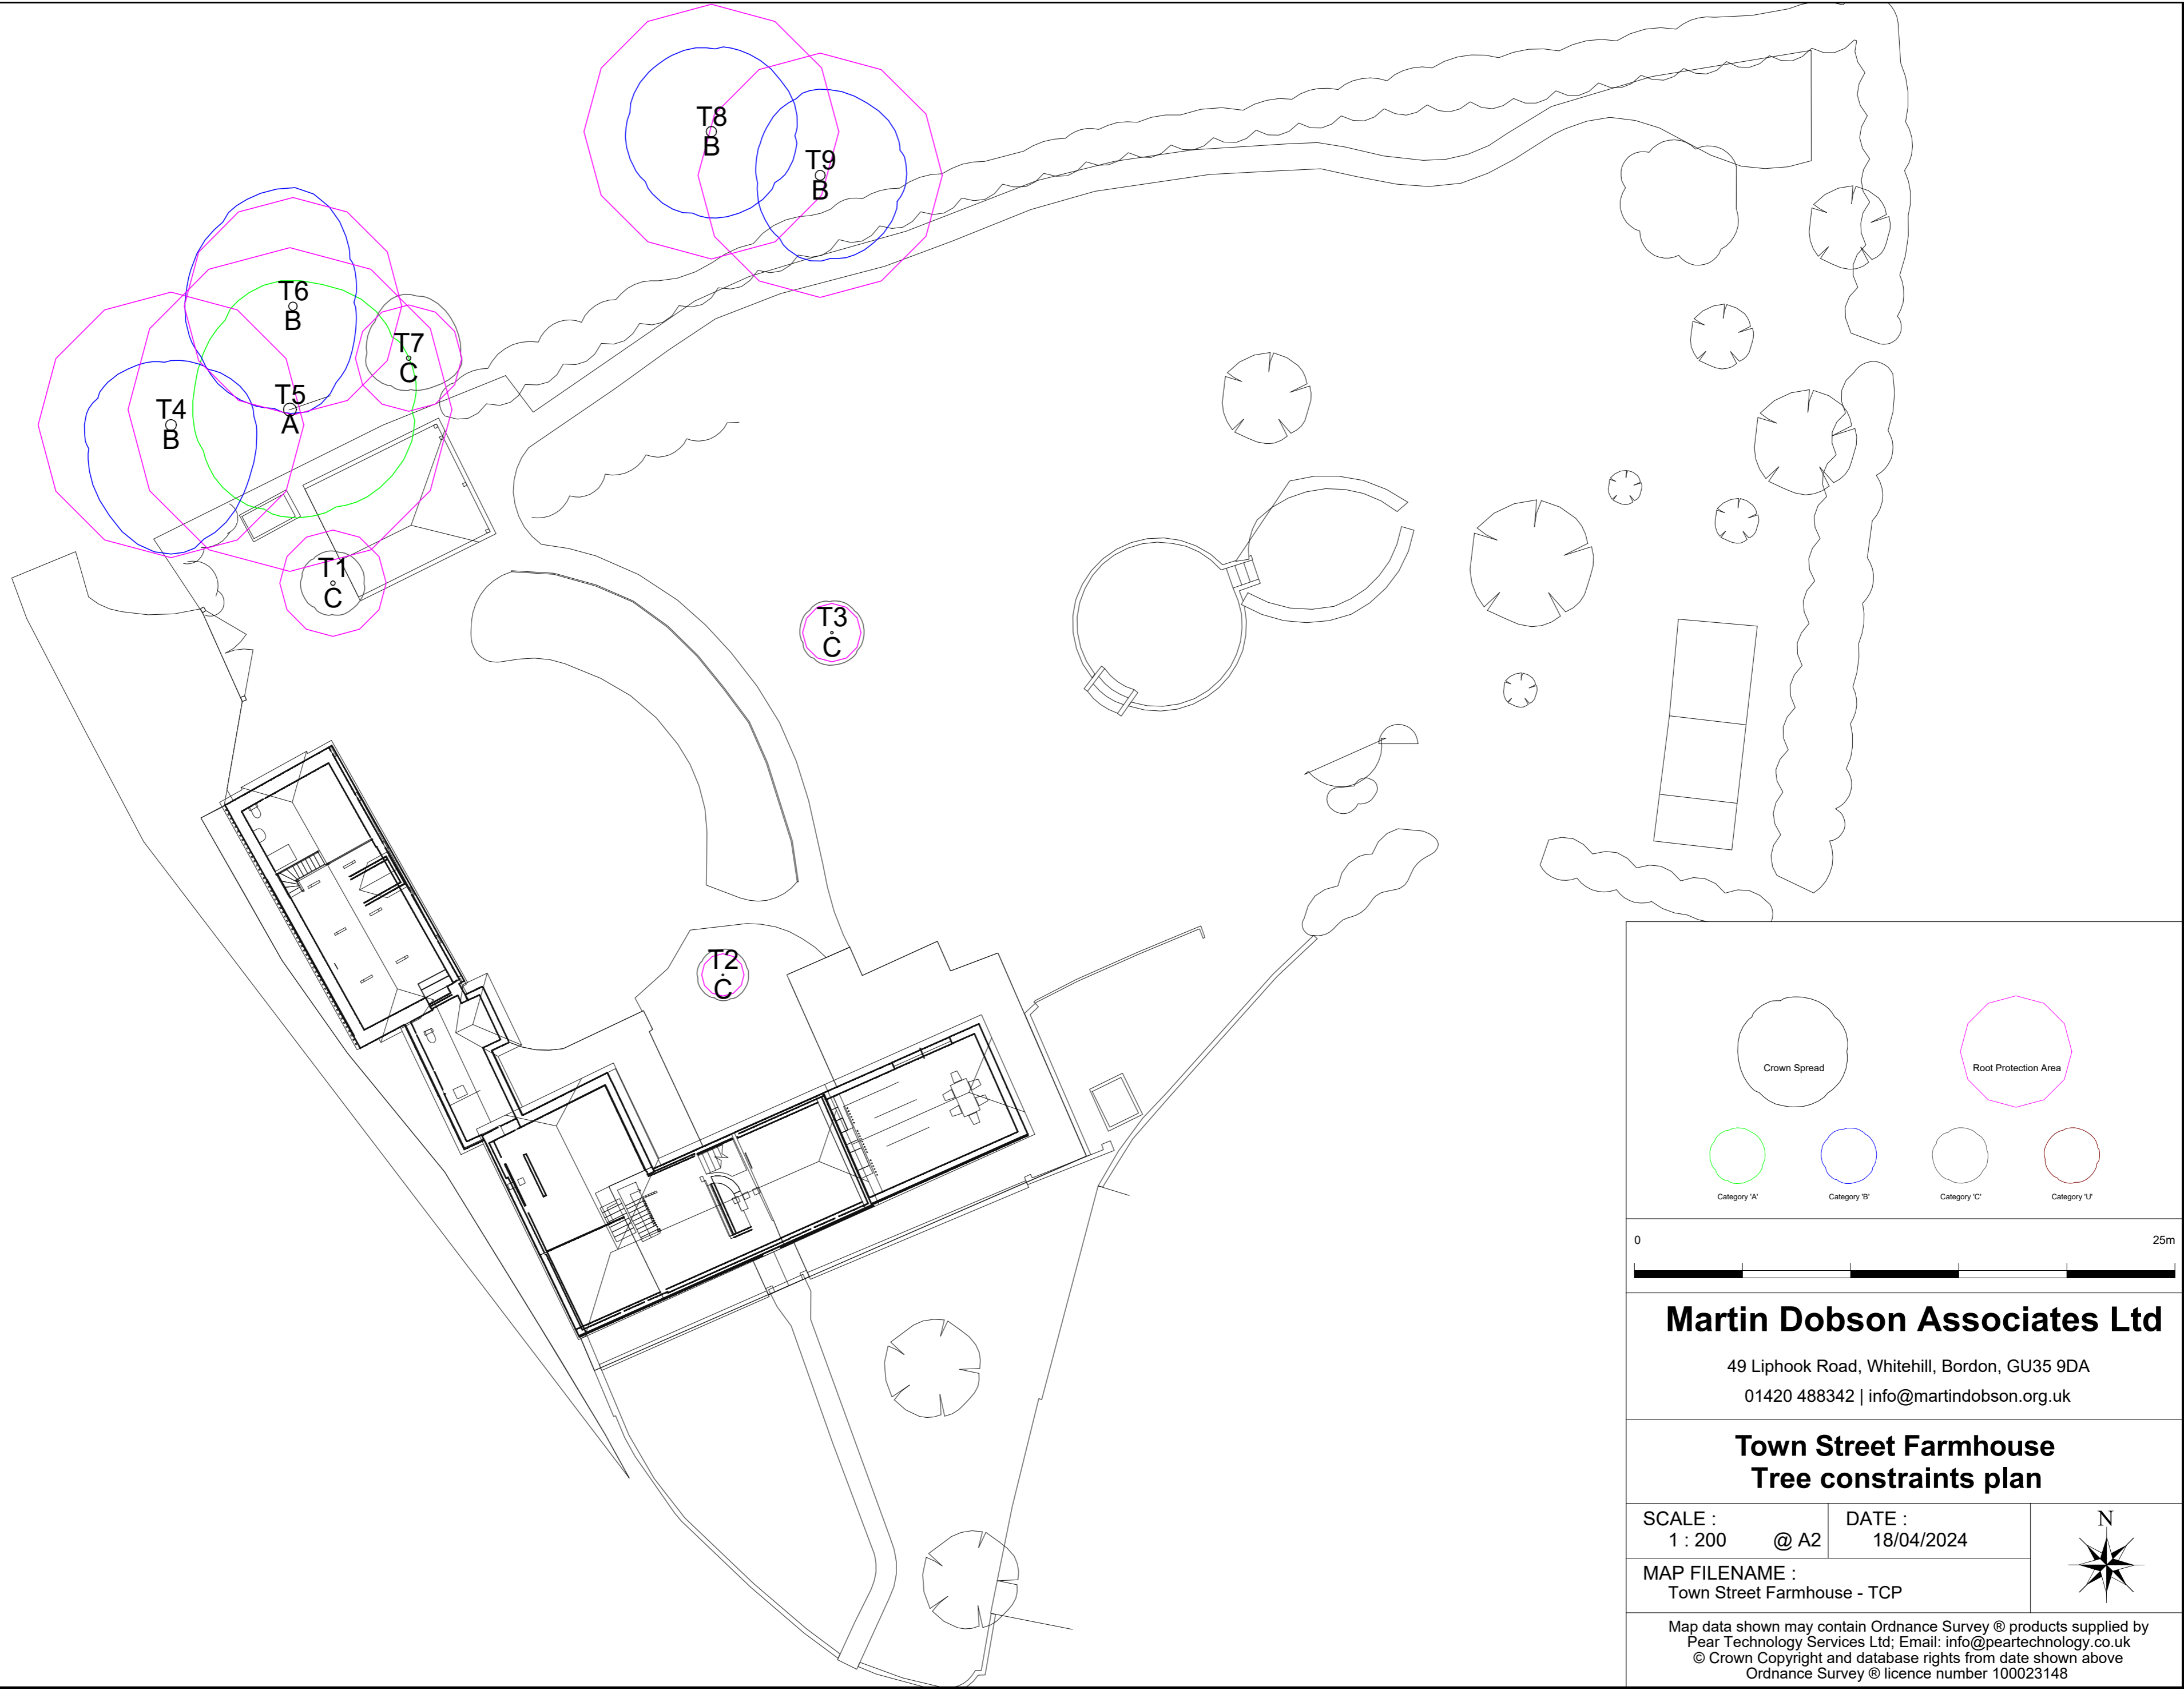 T8
B
T9
B
T6
B
T7
C
T5
A
T4
B
T1
C
T3
C
T2
C
Crown Spread
Root Protection Area
Category 'A'
Category 'B'
Category 'C'
Category 'U'
0
25m
Martin Dobson Associates Ltd
49 Liphook Road, Whitehill, Bordon, GU35 9DA
01420 488342 | info@martindobson.org.uk
Town Street Farmhouse
Tree constraints plan
SCALE :
1 : 200 @ A2
DATE :
18/04/2024
MAP FILENAME :
Town Street Farmhouse - TCP
N
Map data shown may contain Ordnance Survey ® products supplied by
Pear Technology Services Ltd; Email: info@peartechnology.co.uk
© Crown Copyright and database rights from date shown above
Ordnance Survey ® licence number 100023148